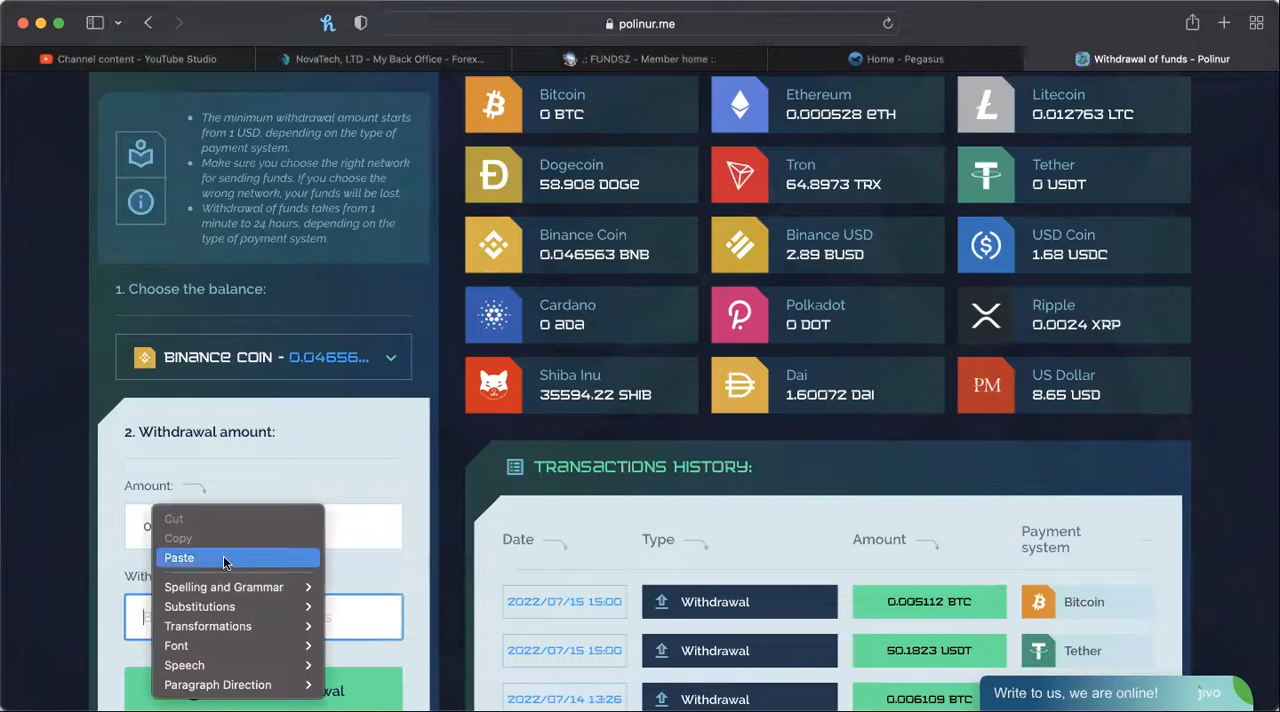 polinur.me
Channel content - YouTube Studio
NovaTech, LTD - My Back Office - Forex...
.: FUNDSZ - Member home :.
Home - Pegasus
Withdrawal of funds - Polinur
The minimum withdrawal amount starts
from 1 USD, depending on the type of
payment system.
Make sure you choose the right network
for sending funds. If you choose the
wrong network, your funds will be lost.
Withdrawal of funds takes from 1
minute to 24 hours, depending on the
type of payment system.
1. Choose the balance:
BINANCE COIN - 0.04656...
2. Withdrawal amount:
Amount:
0
Cut
Copy
Paste
Spelling and Grammar
Substitutions
Transformations
Font
Speech
Paragraph Direction
Bitcoin
0 BTC
Ethereum
0.000528 ETH
Litecoin
0.012763 LTC
Dogecoin
58.908 DOGE
Tron
64.8973 TRX
Tether
0 USDT
Binance Coin
0.046563 BNB
Binance USD
2.89 BUSD
USD Coin
1.68 USDC
Cardano
0 ADA
Polkadot
0 DOT
Ripple
0.0024 XRP
Shiba Inu
35594.22 SHIB
Dai
1.60072 DAI
PM
US Dollar
8.65 USD
TRANSACTIONS HISTORY:
Date
Type
Amount
Payment
system
2022/07/15 15:00
Withdrawal
0.005112 BTC
Bitcoin
2022/07/15 15:00
Withdrawal
50.1823 USDT
Tether
2022/07/14 13:26
Withdrawal
0.006109 BTC
Write to us, we are online!
jivo